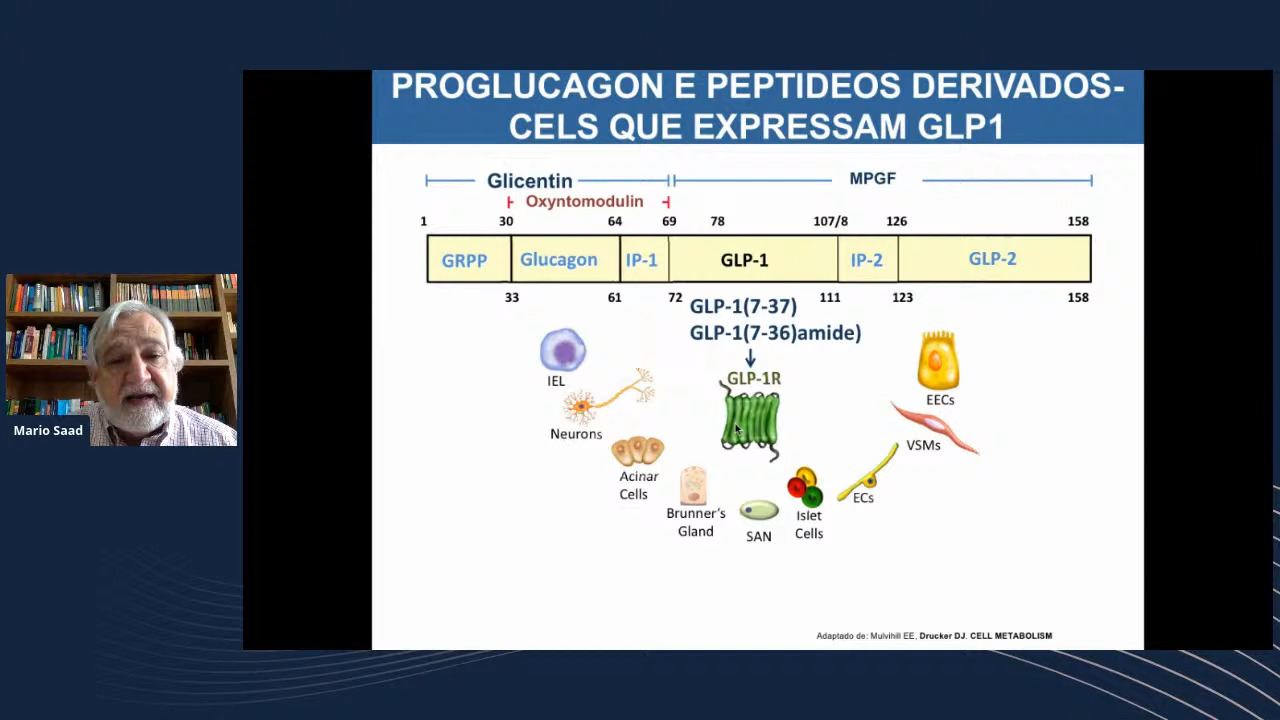 PROGLUCAGON E PEPTIDEOS DERIVADOS-
CELS QUE EXPRESSAM GLP1
Glicentin
MPGF
Oxyntomodulin
1 30 64 69 78 107/8 126 158
GRPP Glucagon IP-1 GLP-1 IP-2 GLP-2
33 61 72 111 123 158
GLP-1(7-37)
GLP-1(7-36)amide)
GLP-1R
IEL
Neurons
Acinar
Cells
Brunner's
Gland
SAN
Islet
Cells
ECs
VSMs
EECs
Mario Saad
Adaptado de: Mulvihill EE, Drucker DJ. CELL METABOLISM